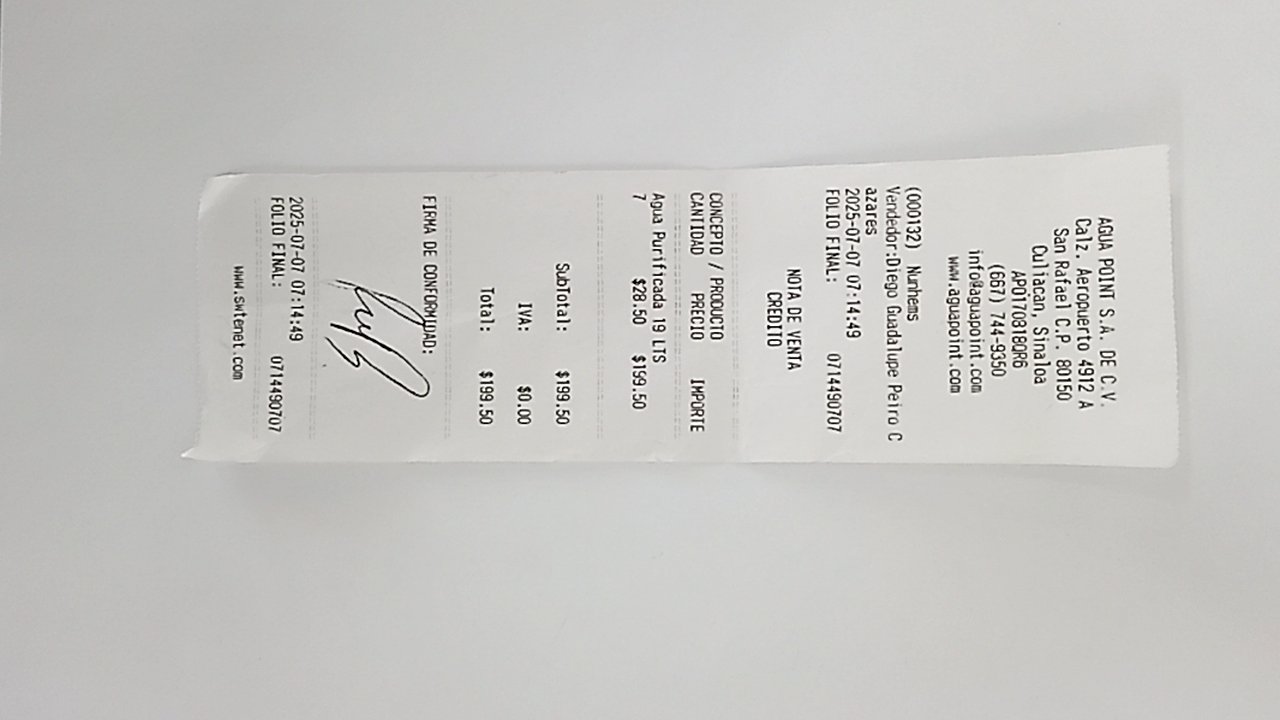 AGUA POINT S.A. DE C.V.
Calz. Aeropuerto 4912 A
San Rafael C.P. 80150
Culiacan, Sinaloa
APO170818QR6
(667) 744-9350
info@aguapoint.com
www.aguapoint.com
(000132) Nunhems
Vendedor:Diego Guadalupe Peiro C
azares
2025-07-07 07:14:49
FOLIO FINAL: 0714490707
NOTA DE VENTA
CREDITO
CONCEPTO / PRODUCTO
CANTIDAD PRECIO IMPORTE
Agua Purificada 19 LTS
7 $28.50 $199.50
SubTotal: $199.50
IVA: $0.00
Total: $199.50
FIRMA DE CONFORMIDAD:
2025-07-07 07:14:49
FOLIO FINAL: 0714490707
www.swtenet.com